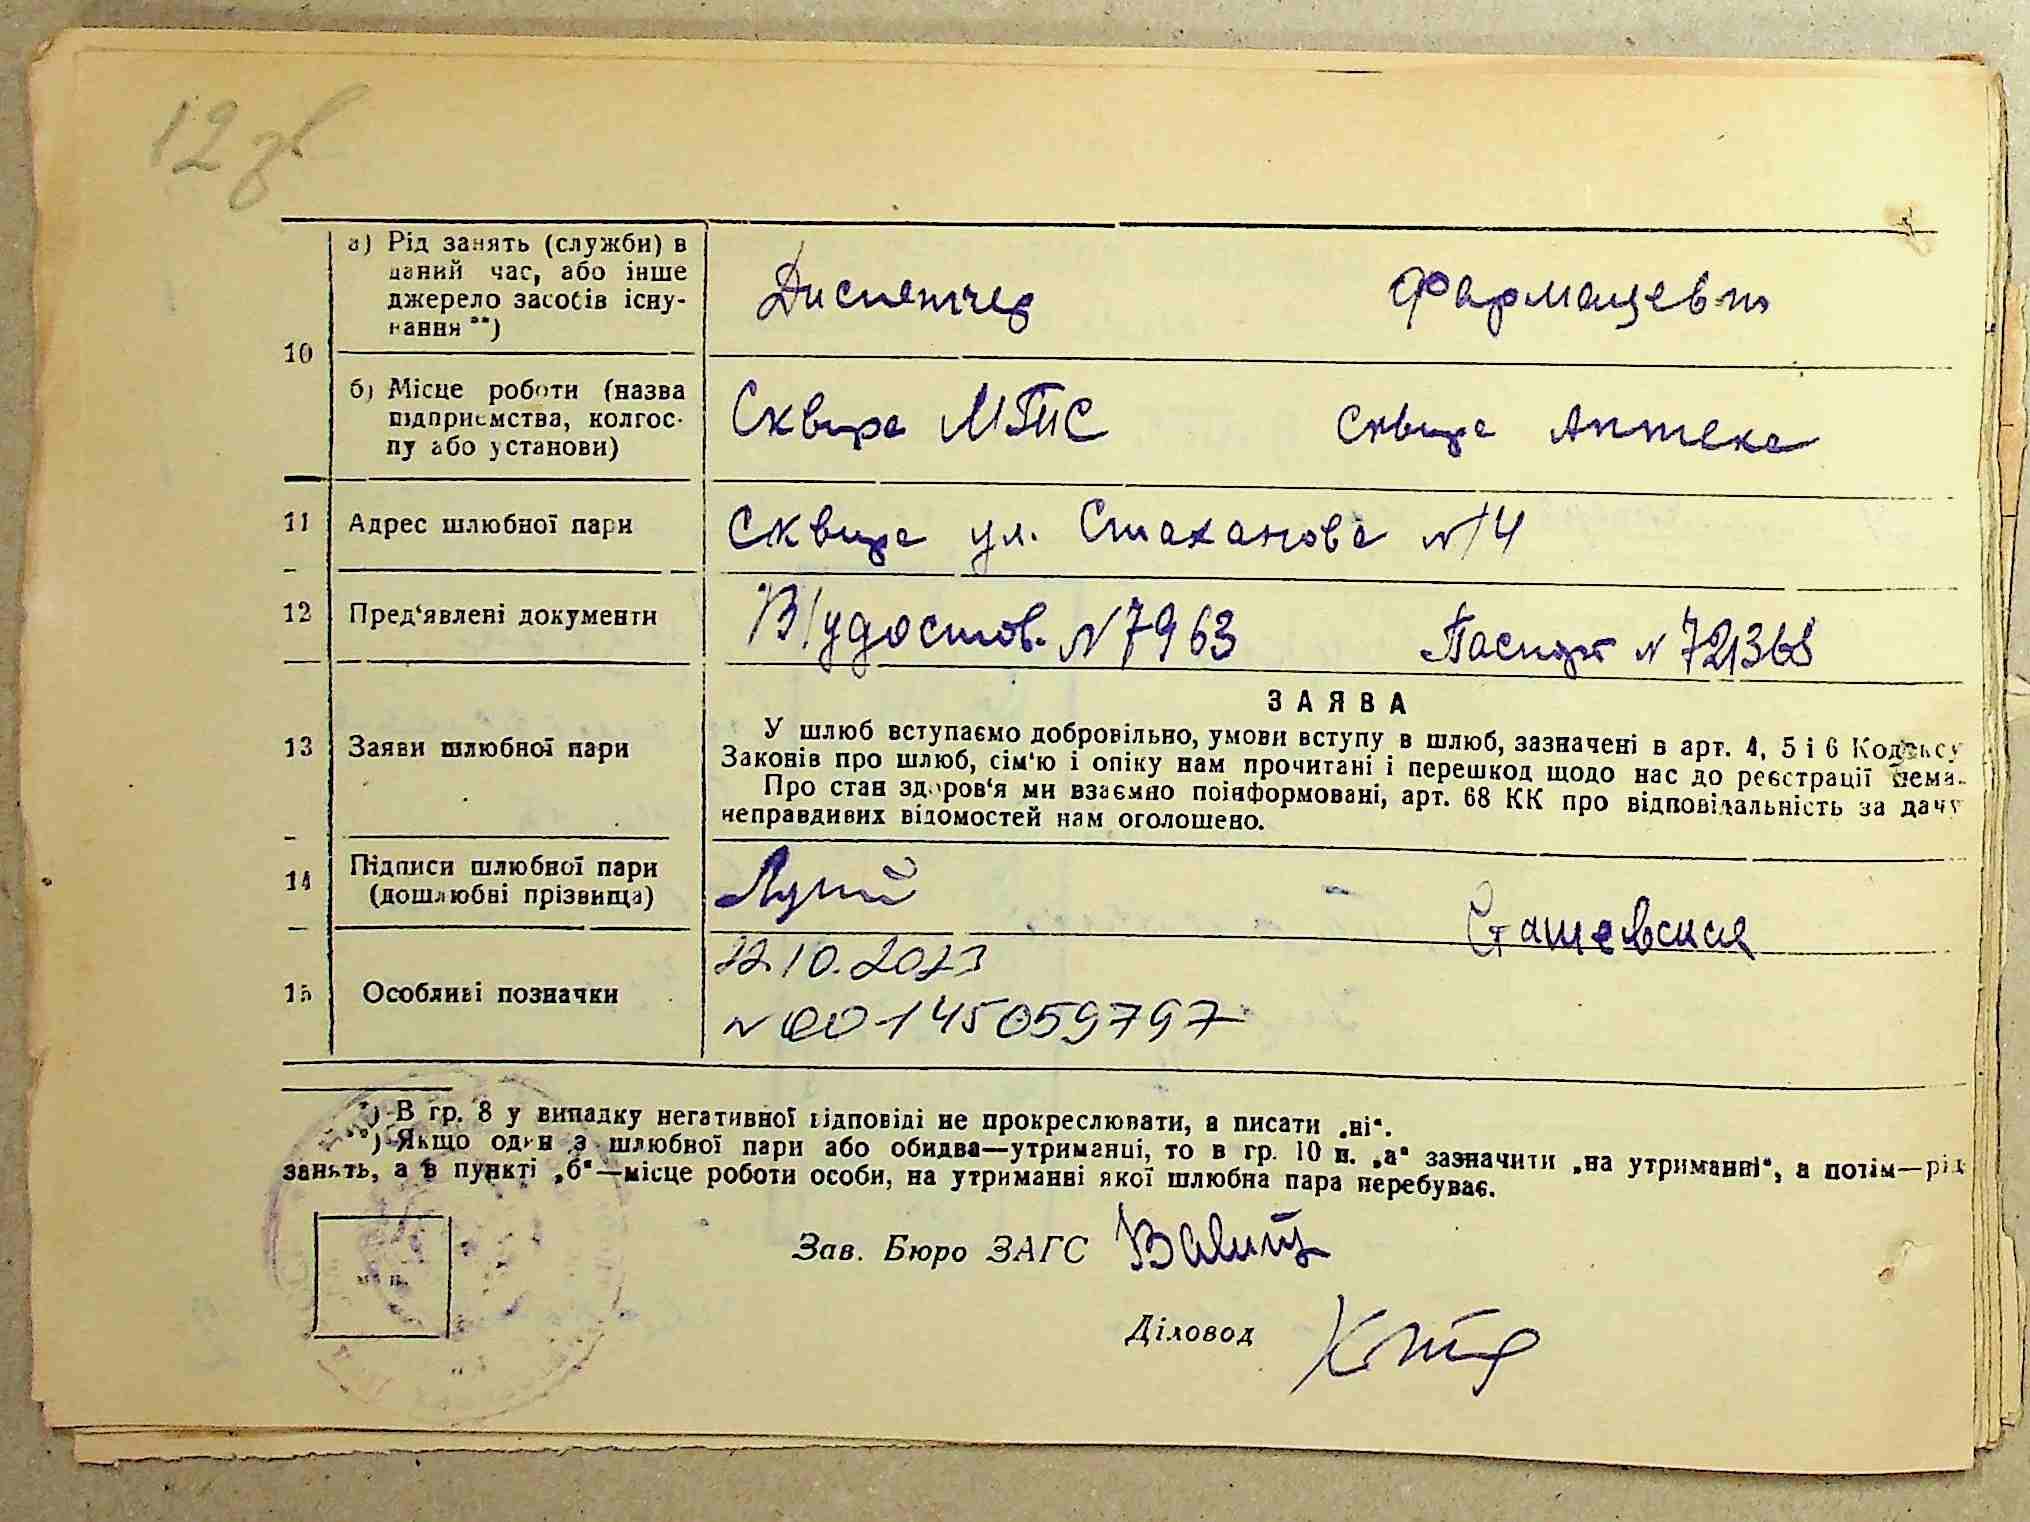 12 зв
а) Рід занять (служби) в даний час, або інше джерело засобів існування **)
Диспетчер Фармацевт
10
б) Місце роботи (назва підприємства, колгоспу або установи)
Сквира МТС Сквира Аптека
11 Адрес шлюбної пари Сквира ул. Стаханова №14
12 Пред'явлені документи В/удостов. №7963 Паспорт №721368
ЗАЯВА
13 Заяви шлюбної пари
У шлюб вступаємо добровільно, умови вступу в шлюб, зазначені в арт. 4, 5 і 6 Кодексу
Законів про шлюб, сім'ю і опіку нам прочитані і перешкод щодо нас до реєстрації нема.
Про стан здоров'я ми взаємно поінформовані, арт. 68 КК про відповідальність за дачу
неправдивих відомостей нам оголошено.
14 Підписи шлюбної пари (дошлюбні прізвища) Сташевская
15 Особливі позначки
22.10.2023
№00145059797
*) В гр. 8 у випадку негативної відповіді не прокреслювати, а писати „ні“.
**) Якщо один з шлюбної пари або обидва—утриманці, то в гр. 10 п. „а“ зазначити „на утриманні“, а потім—рід
занять, а в пункті „б“—місце роботи особи, на утриманні якої шлюбна пара перебуває.
Зав. Бюро ЗАГС
Діловод